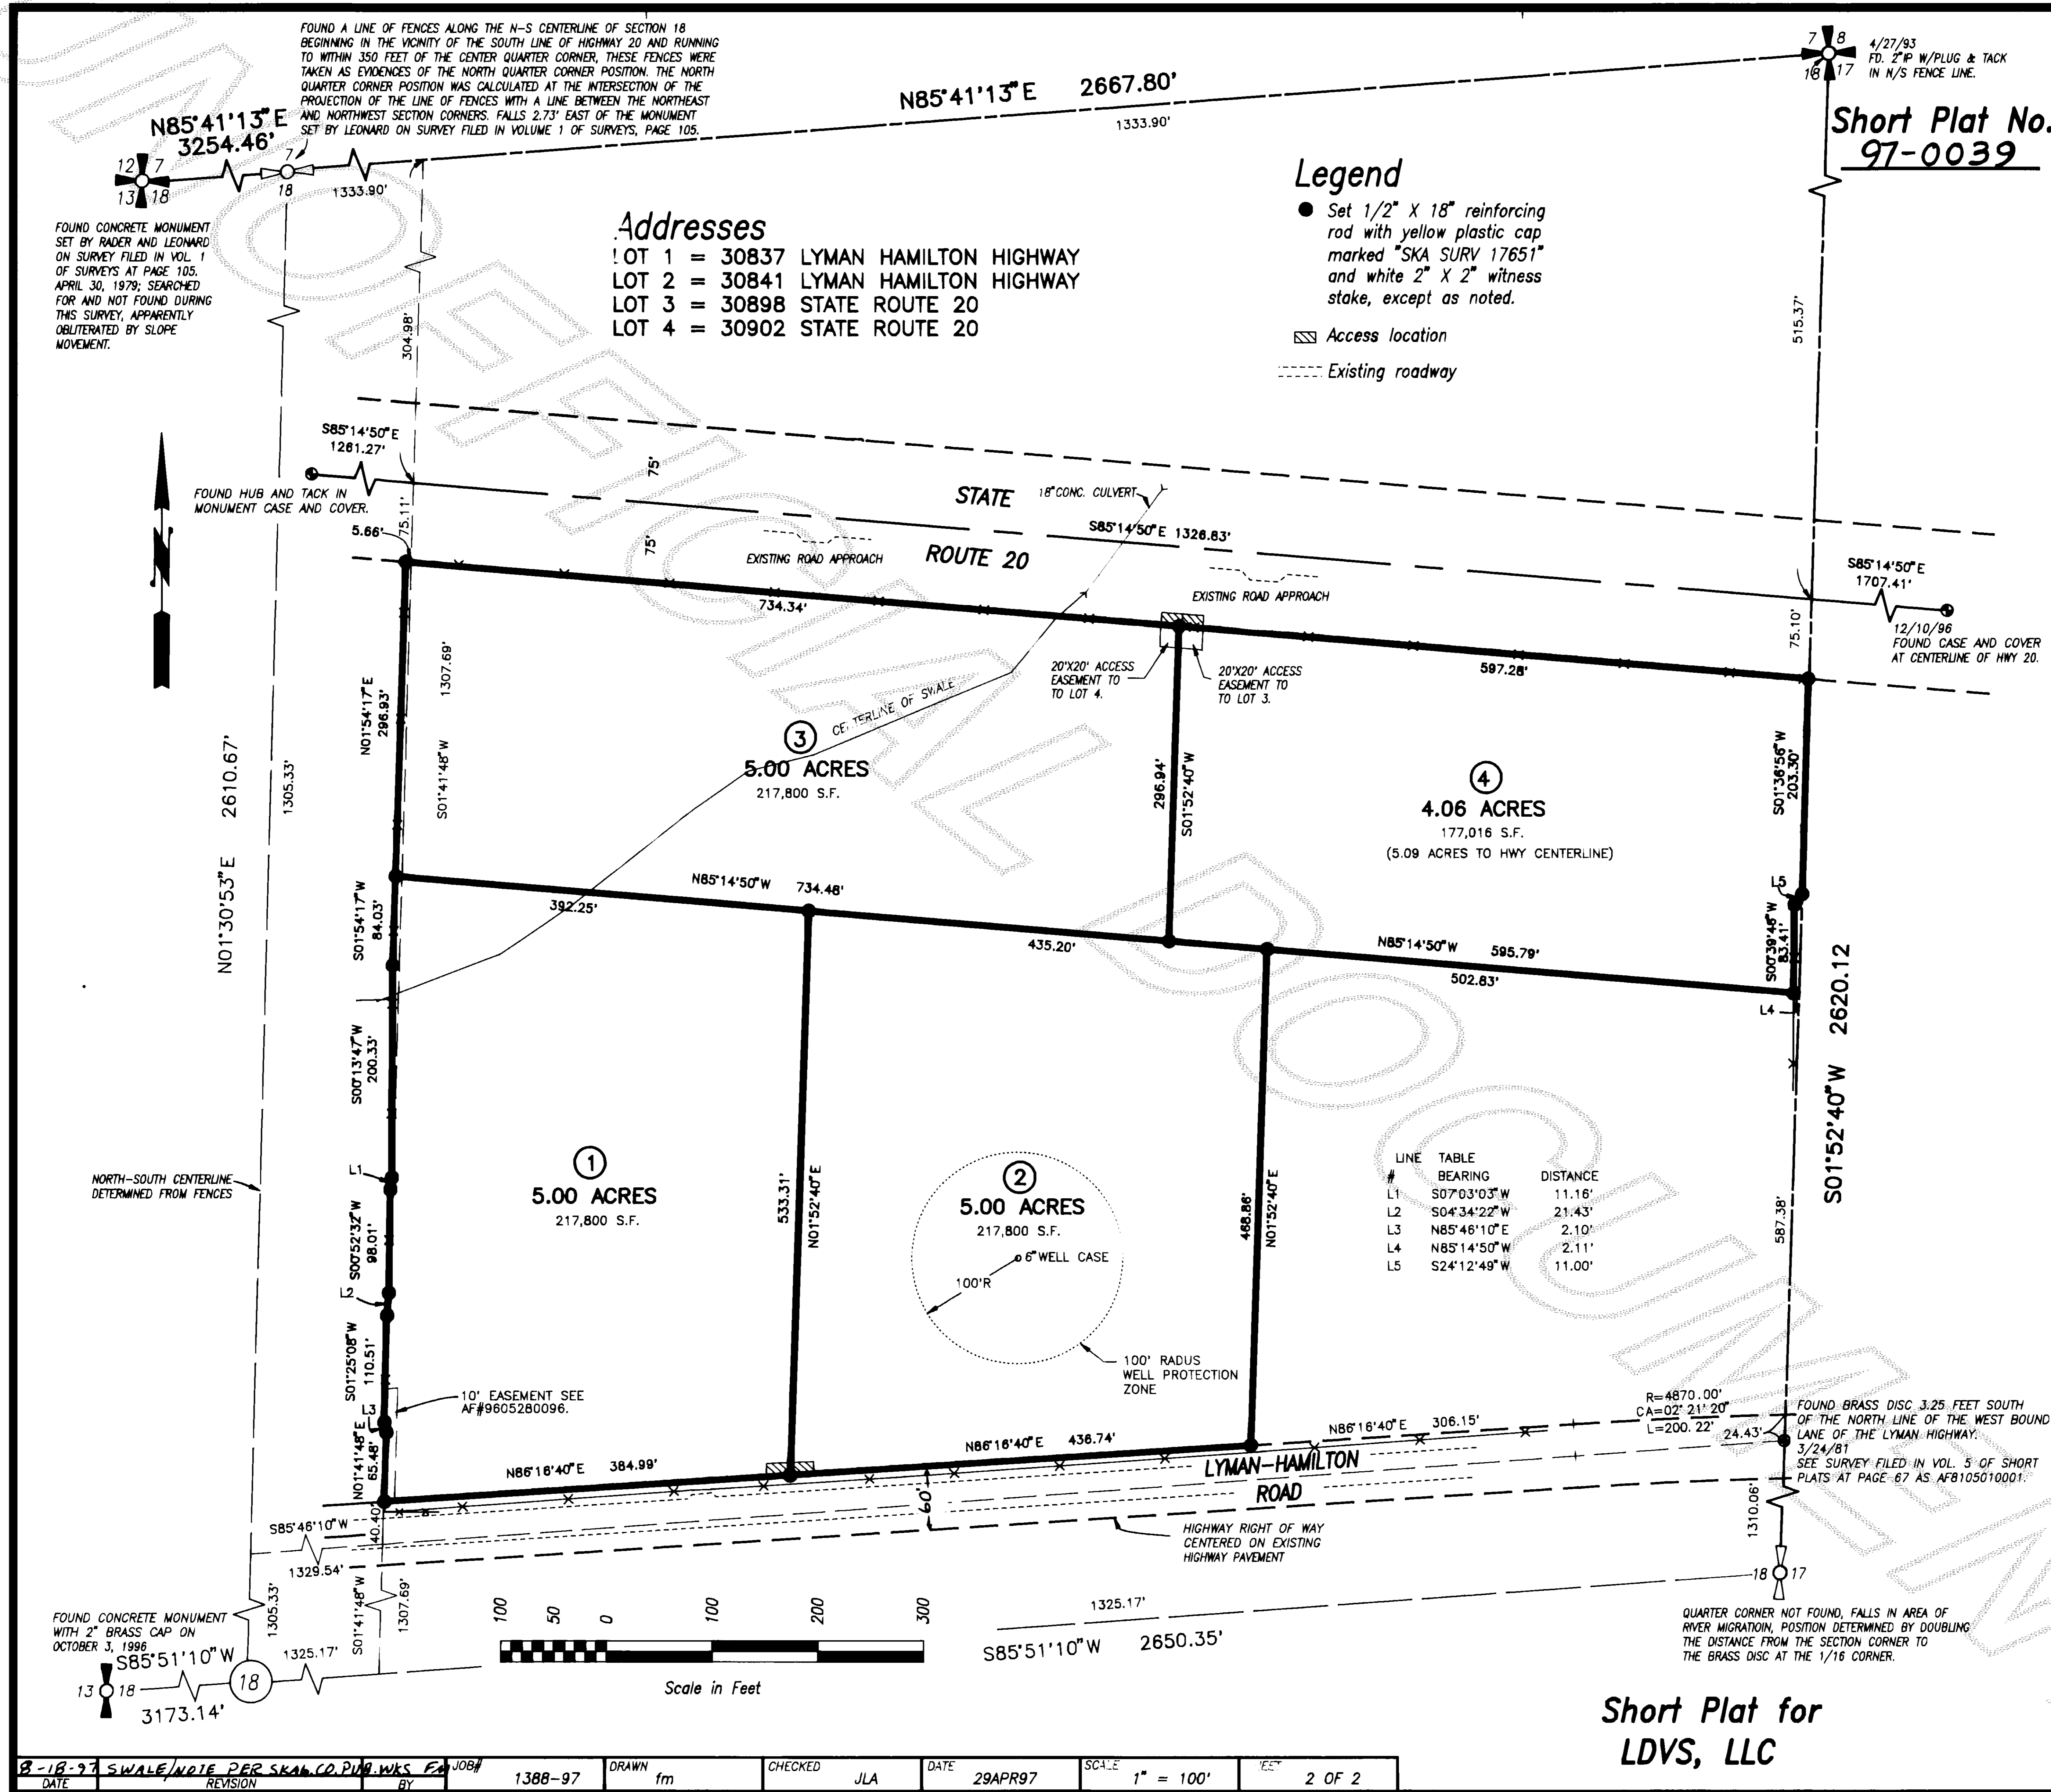 FOUND A LINE OF FENCES ALONG THE N-S CENTERLINE OF SECTION 18
BEGINNING IN THE VICINITY OF THE SOUTH LINE OF HIGHWAY 20 AND RUNNING
TO WITHIN 350 FEET OF THE CENTER QUARTER CORNER, THESE FENCES WERE
TAKEN AS EVIDENCES OF THE NORTH QUARTER CORNER POSITION. THE NORTH
QUARTER CORNER POSITION WAS CALCULATED AT THE INTERSECTION OF THE
PROJECTION OF THE LINE OF FENCES WITH A LINE BETWEEN THE NORTHEAST
AND NORTHWEST SECTION CORNERS. FALLS 2.73' EAST OF THE MONUMENT
SET BY LEONARD ON SURVEY FILED IN VOLUME 1 OF SURVEYS, PAGE 105.
N85°41'13"E
3254.46'
12 7
13 18
7
18
1333.90'
N85°41'13"E 2667.80'
1333.90'
7 8
18 17
4/27/93
FD. 2"IP W/PLUG & TACK
IN N/S FENCE LINE.
Short Plat No.
97-0039
FOUND CONCRETE MONUMENT
SET BY RADER AND LEONARD
ON SURVEY FILED IN VOL. 1
OF SURVEYS AT PAGE 105.
APRIL 30, 1979; SEARCHED
FOR AND NOT FOUND DURING
THIS SURVEY, APPARENTLY
OBLITERATED BY SLOPE
MOVEMENT.
Addresses
LOT 1 = 30837 LYMAN HAMILTON HIGHWAY
LOT 2 = 30841 LYMAN HAMILTON HIGHWAY
LOT 3 = 30898 STATE ROUTE 20
LOT 4 = 30902 STATE ROUTE 20
Legend
Set 1/2" X 18" reinforcing
rod with yellow plastic cap
marked "SKA SURV 17651"
and white 2" X 2" witness
stake, except as noted.
Access location
Existing roadway
304.98'
515.37'
S85°14'50"E
1261.27'
FOUND HUB AND TACK IN
MONUMENT CASE AND COVER.
75.11'
5.66'
75'
75'
STATE
18"CONC. CULVERT
S85°14'50"E 1326.83'
EXISTING ROAD APPROACH
ROUTE 20
EXISTING ROAD APPROACH
S85°14'50"E
1707.41'
75.10'
12/10/96
FOUND CASE AND COVER
AT CENTERLINE OF HWY 20.
734.34'
597.28'
20'X20' ACCESS
EASEMENT TO
TO LOT 4.
20'X20' ACCESS
EASEMENT TO
TO LOT 3.
N01°54'17"E
296.93'
1307.69'
S01°41'48"W
CENTERLINE OF SWALE
3
5.00 ACRES
217,800 S.F.
296.94'
S01°52'40"W
4
4.06 ACRES
177,016 S.F.
(5.09 ACRES TO HWY CENTERLINE)
S01°36'56"W
203.30'
L5
S00°39'45"W
83.41'
L4
N01°30'53"E 2610.67'
1305.33'
S01°54'17"W
84.03'
N85°14'50"W 734.48'
392.25'
435.20'
N85°14'50"W 595.79'
502.83'
S01°52'40"W 2620.12
S00°13'47"W
200.33'
NORTH-SOUTH CENTERLINE
DETERMINED FROM FENCES
L1
S00°52'32"W
98.01'
L2
S01°25'08"W
110.51'
L3
N01°41'48"E
65.48'
1
5.00 ACRES
217,800 S.F.
533.31'
N01°52'40"E
2
5.00 ACRES
217,800 S.F.
6"WELL CASE
100'R
100' RADUS
WELL PROTECTION
ZONE
468.86'
N01°52'40"E
LINE TABLE
# BEARING DISTANCE
L1 S07°03'03"W 11.16'
L2 S04°34'22"W 21.43'
L3 N85°46'10"E 2.10'
L4 N85°14'50"W 2.11'
L5 S24°12'49"W 11.00'
587.38'
10' EASEMENT SEE
AF#9605280096.
N86°16'40"E 384.99'
N86°16'40"E 436.74'
N86°16'40"E 306.15'
R=4870.00'
CA=02°21'20"
L=200.22'
24.43'
FOUND BRASS DISC 3.25 FEET SOUTH
OF THE NORTH LINE OF THE WEST BOUND
LANE OF THE LYMAN HIGHWAY.
3/24/81
SEE SURVEY FILED IN VOL. 5 OF SHORT
PLATS AT PAGE 67 AS AF8105010001.
LYMAN-HAMILTON
ROAD
60'
HIGHWAY RIGHT OF WAY
CENTERED ON EXISTING
HIGHWAY PAVEMENT
S85°46'10"W
40.40'
1329.54'
1310.06'
18 17
QUARTER CORNER NOT FOUND, FALLS IN AREA OF
RIVER MIGRATIOIN, POSITION DETERMINED BY DOUBLING
THE DISTANCE FROM THE SECTION CORNER TO
THE BRASS DISC AT THE 1/16 CORNER.
FOUND CONCRETE MONUMENT
WITH 2" BRASS CAP ON
OCTOBER 3, 1996
S85°51'10"W
13 18
3173.14'
18
1305.33'
1325.17'
S01°41'48"W
1307.69'
100 50 0 100 200 300
Scale in Feet
1325.17'
S85°51'10"W 2650.35'
Short Plat for
LDVS, LLC
8-18-97 SWALE/NOTE PER SKAG.CO.PUB.WKS FM
DATE REVISION BY
JOB# 1388-97
DRAWN fm
CHECKED JLA
DATE 29APR97
SCALE 1" = 100'
2 OF 2
UNOFFICIAL DOCUMENT